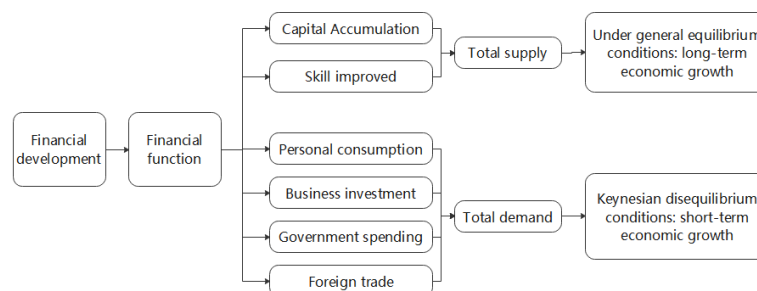 Financial
development
Financial
function
Capital Accumulation
Skill improved
Personal consumption
Business investment
Government spending
Foreign trade
Total supply
Total demand
Under general equilibrium
conditions: long-term
economic growth
Keynesian disequilibrium
conditions: short-term
economic growth